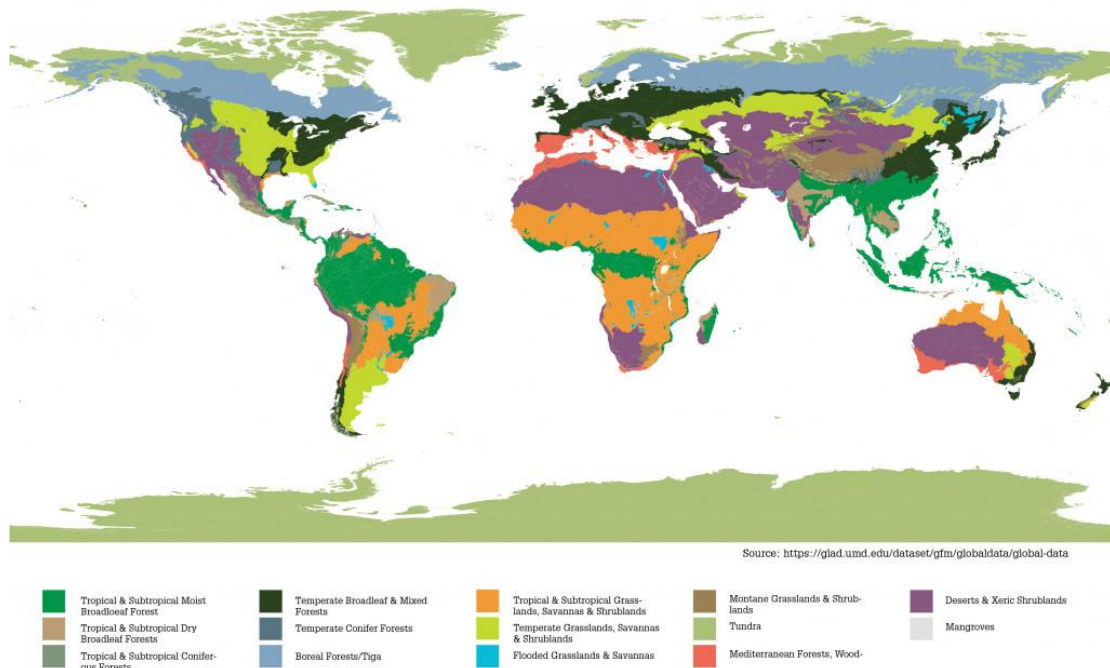 Source: https://glad.umd.edu/dataset/gfm/globaldata/global-data
Tropical & Subtropical Moist
Broadloeaf Forest
Tropical & Subtropical Dry
Broadleaf Forests
Tropical & Subtropical Conifer-
ous Forests
Temperate Broadleaf & Mixed
Forests
Temperate Conifer Forests
Boreal Forests/Tiga
Tropical & Subtropical Grass-
lands, Savannas & Shrublands
Temperate Grasslands, Savannas
& Shrublands
Flooded Grasslands & Savannas
Montane Grasslands & Shrub-
lands
Tundra
Mediterranean Forests, Wood-
Deserts & Xeric Shrublands
Mangroves